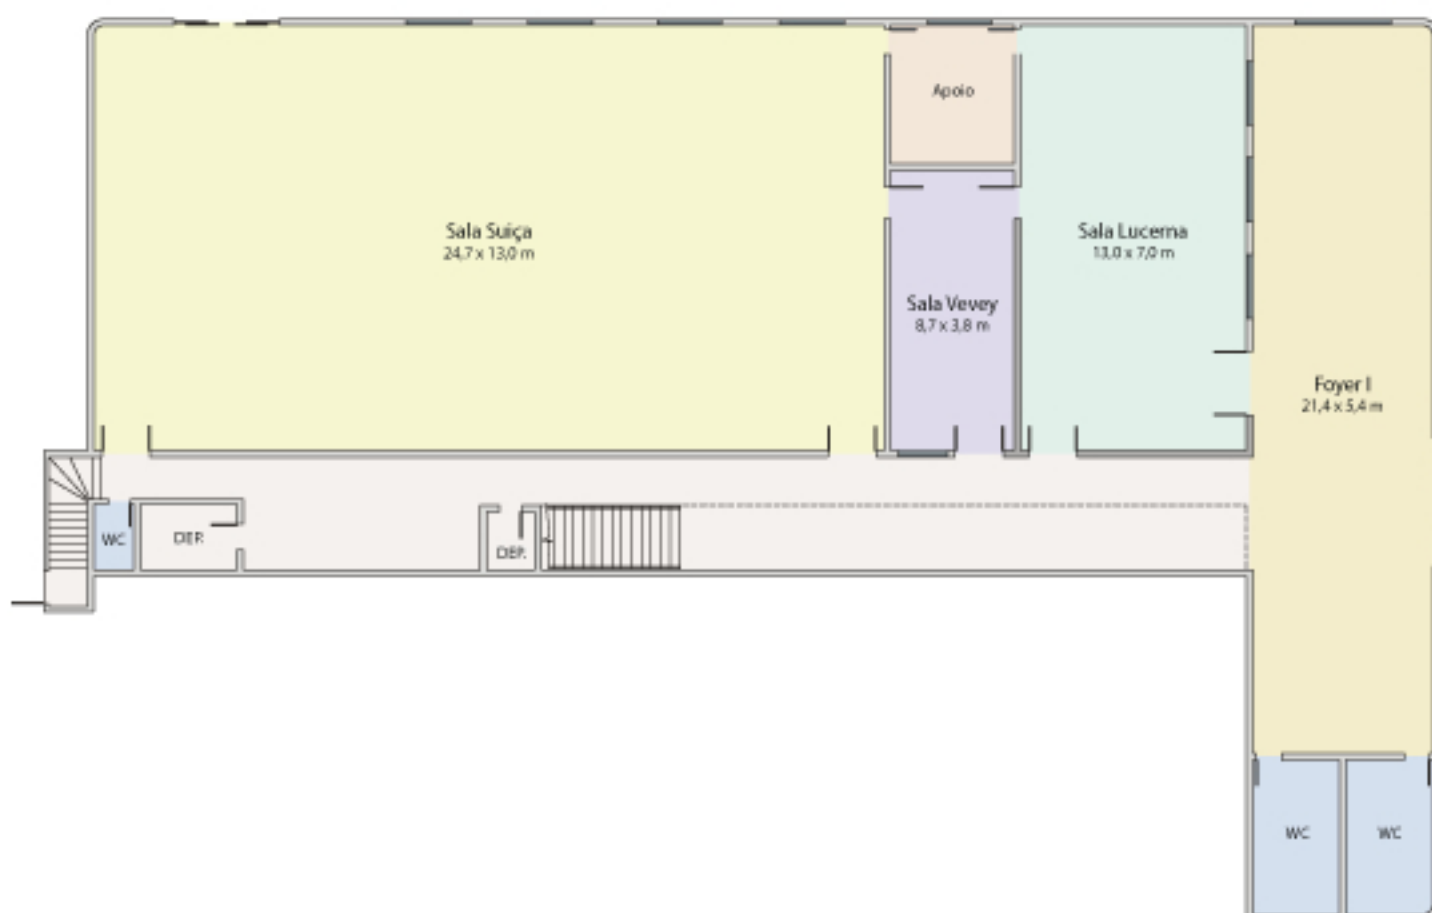 Apoio
Sala Suiça
24,7 x 13,0 m
Sala Lucerna
13,0 x 7,0 m
Sala Vevey
8,7 x 3,8 m
Foyer I
21,4 x 5,4 m
WC
DEP.
DEP.
WC
WC